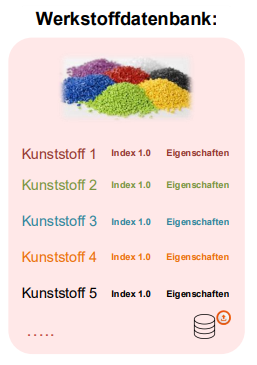 Werkstoffdatenbank:
Kunststoff 1 Index 1.0 Eigenschaften
Kunststoff 2 Index 1.0 Eigenschaften
Kunststoff 3 Index 1.0 Eigenschaften
Kunststoff 4 Index 1.0 Eigenschaften
Kunststoff 5 Index 1.0 Eigenschaften
.....